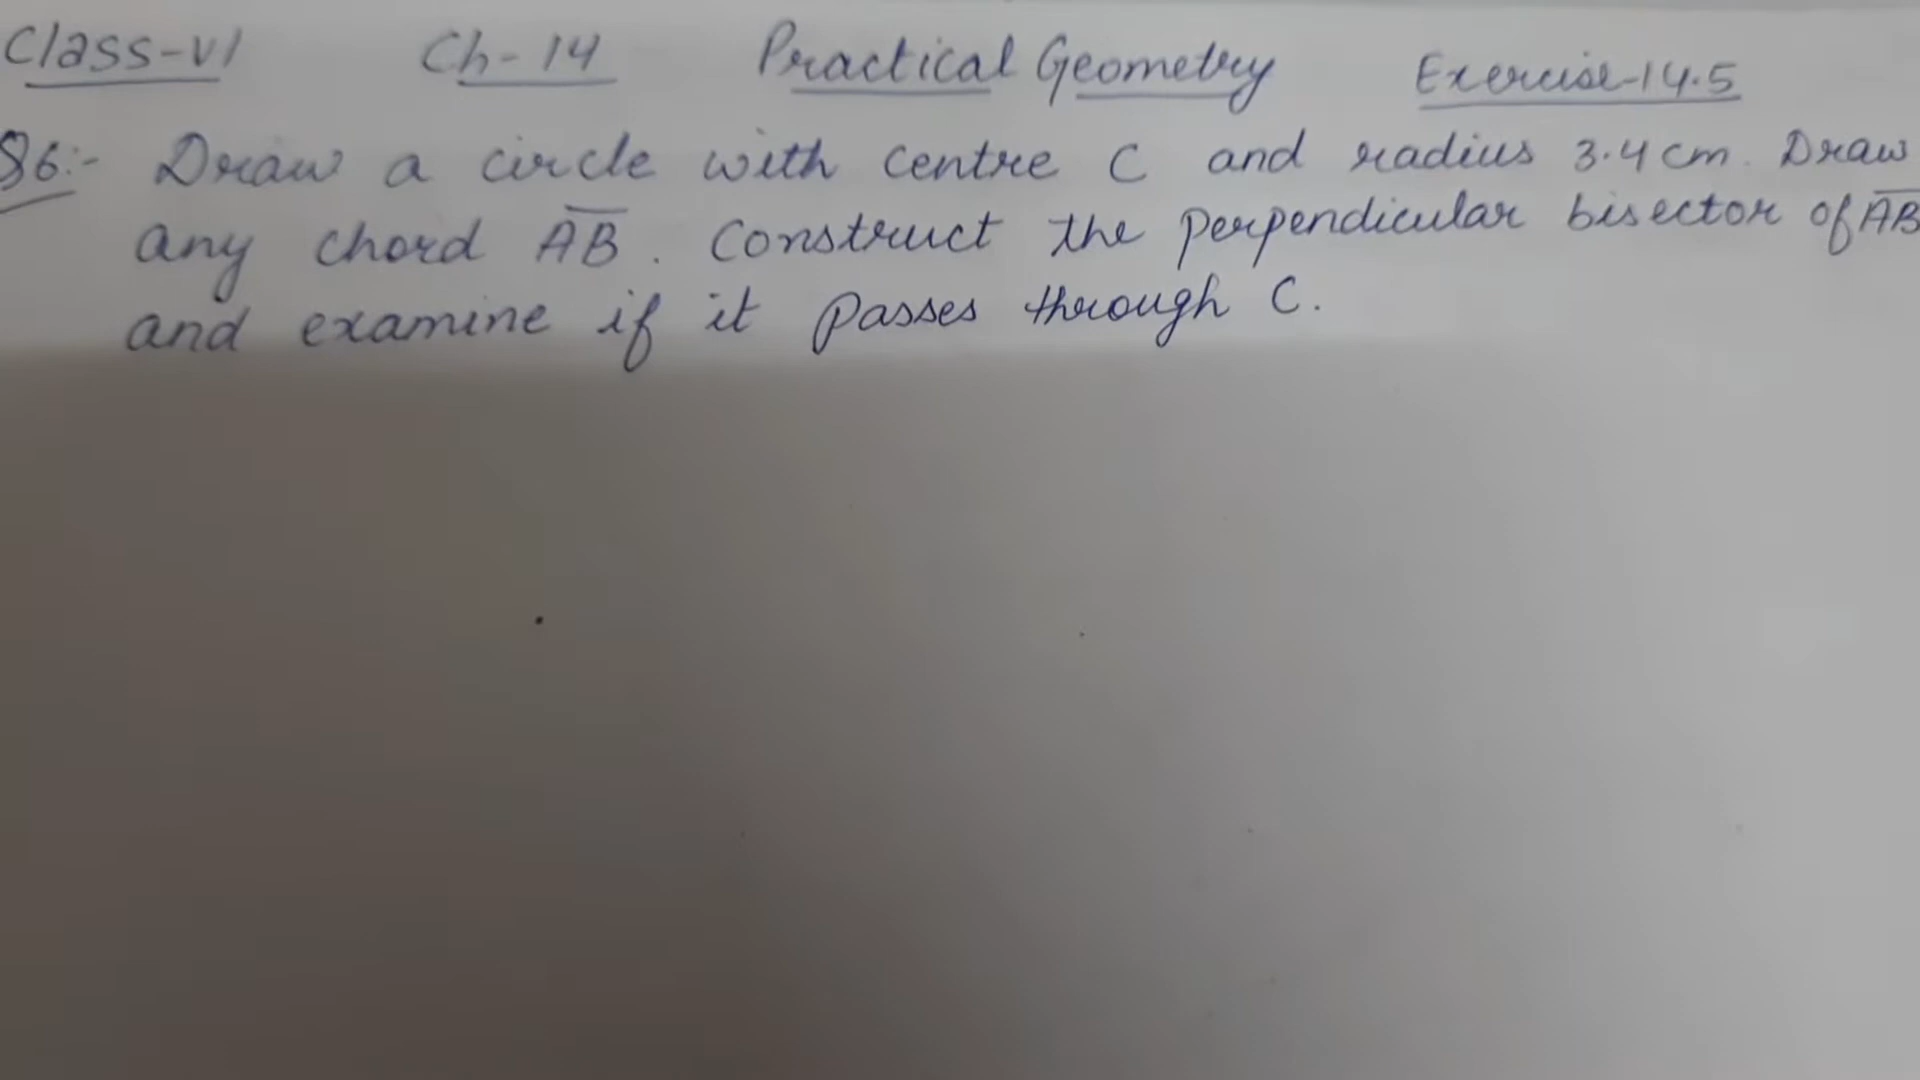 Class-VI Ch-14 Practical Geometry Exercise-14.5
Q6:- Draw a circle with centre C and radius 3.4 cm. Draw
any chord AB. Construct the perpendicular bisector of AB
and examine if it passes through C.